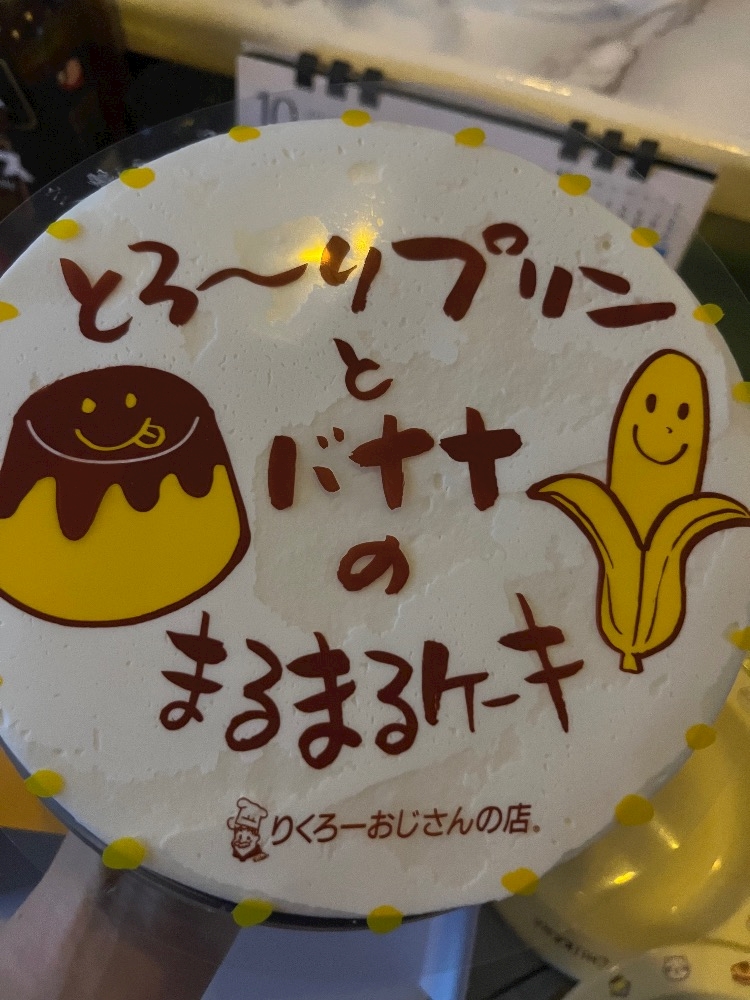 10
とろ〜りプリン
と
バナナ
の
まるまるケーキ
りくろーおじさんの店。